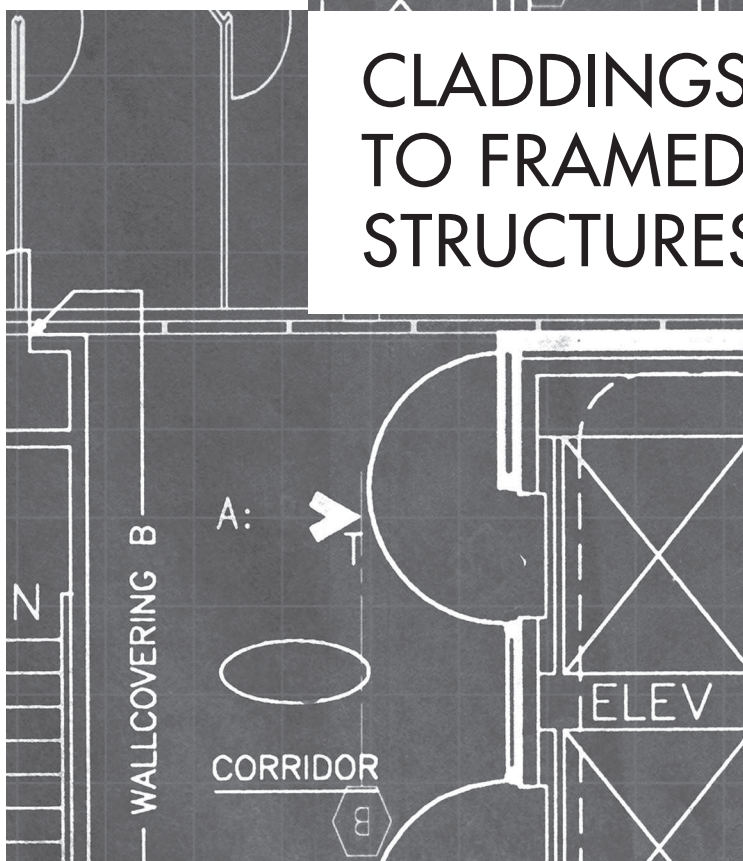 CLADDINGS
TO FRAMED
STRUCTURES
A:
T
N
WALLCOVERING B
ELEV
CORRIDOR
B